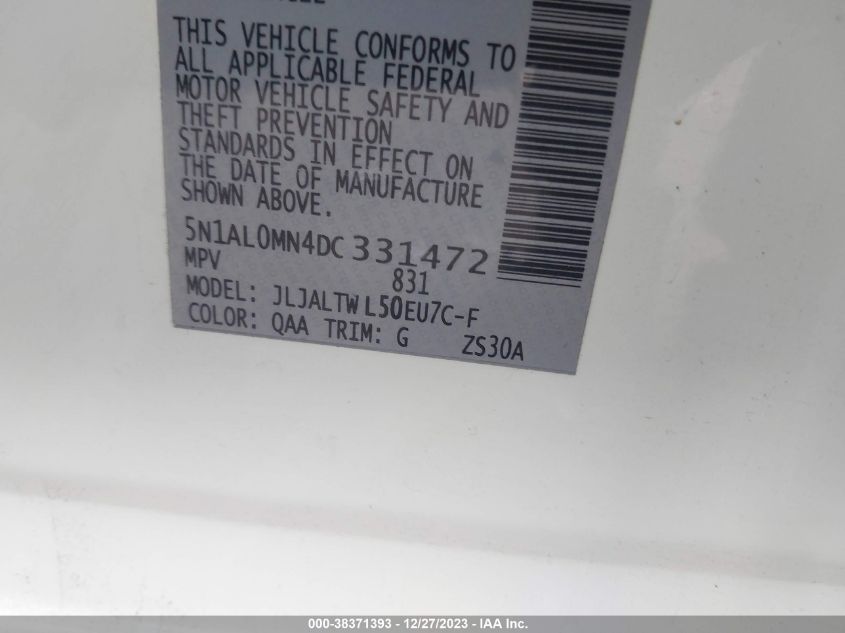 THIS VEHICLE CONFORMS TO
ALL APPLICABLE FEDERAL
MOTOR VEHICLE SAFETY AND
THEFT PREVENTION
STANDARDS IN EFFECT ON
THE DATE OF MANUFACTURE
SHOWN ABOVE.
5N1AL0MN4DC331472
MPV 831
MODEL: JLJALTWL50EU7C-F
COLOR: QAA TRIM: G ZS30A
000-38371393 - 12/27/2023 - IAA Inc.